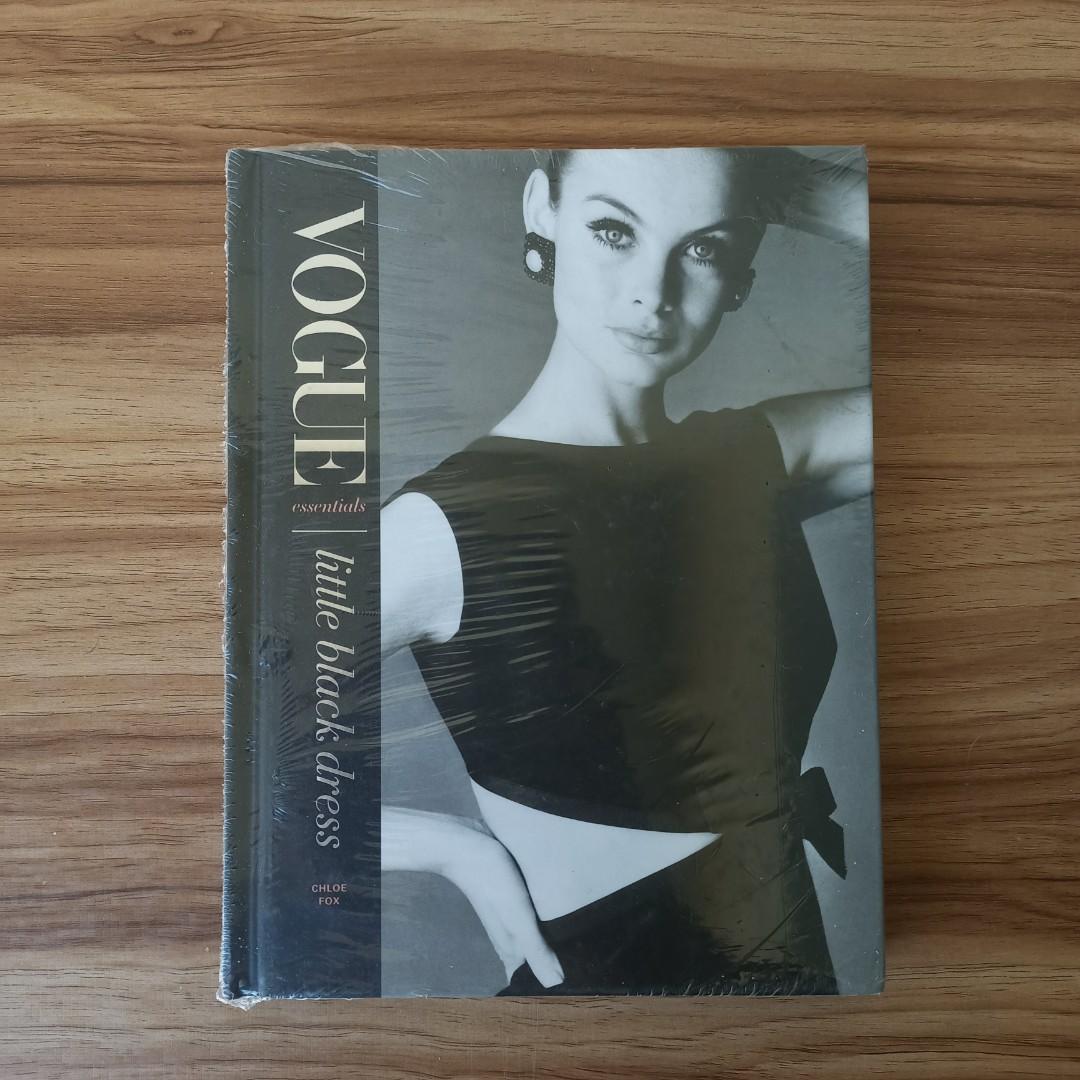 VOGUE
essentials
little black dress
CHLOE
FOX